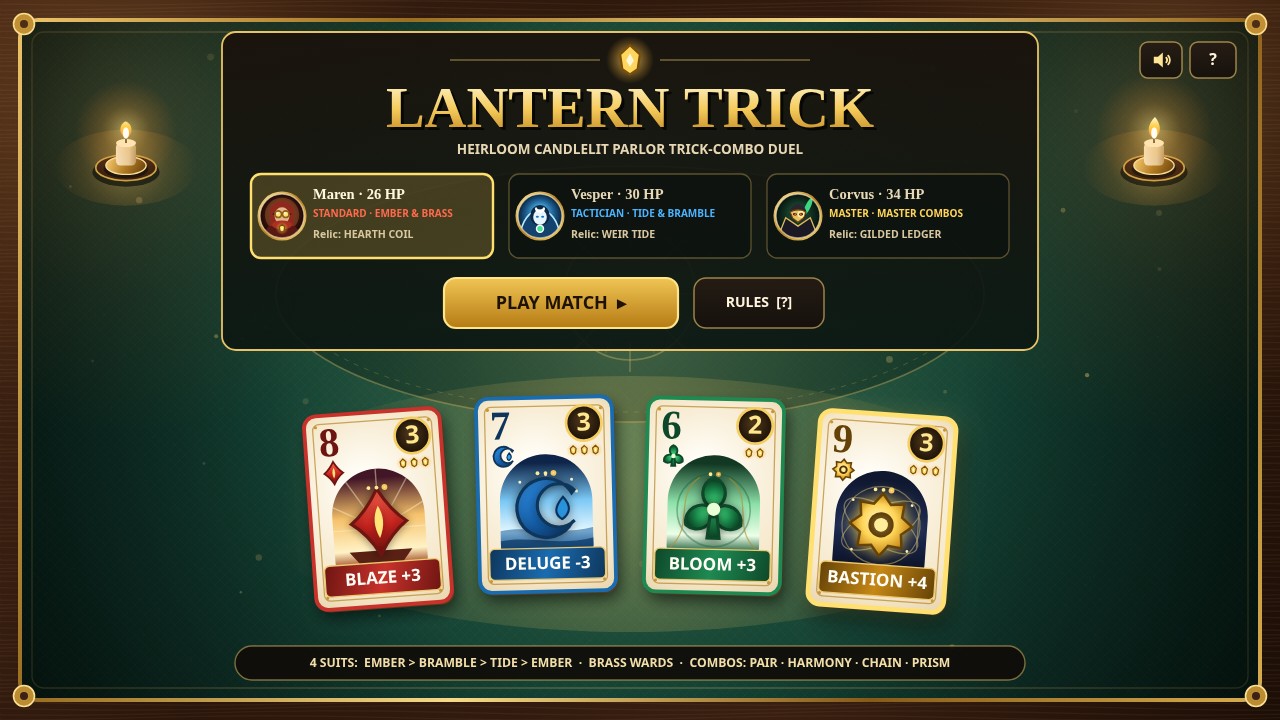 ?
LANTERN TRICK
HEIRLOOM CANDLELIT PARLOR TRICK-COMBO DUEL
Maren · 26 HP
STANDARD · EMBER & BRASS
Relic: HEARTH COIL
Vesper · 30 HP
TACTICIAN · TIDE & BRAMBLE
Relic: WEIR TIDE
Corvus · 34 HP
MASTER · MASTER COMBOS
Relic: GILDED LEDGER
PLAY MATCH ►
RULES [?]
8
3
BLAZE +3
7
3
DELUGE -3
6
2
BLOOM +3
9
3
BASTION +4
4 SUITS: EMBER > BRAMBLE > TIDE > EMBER · BRASS WARDS · COMBOS: PAIR · HARMONY · CHAIN · PRISM